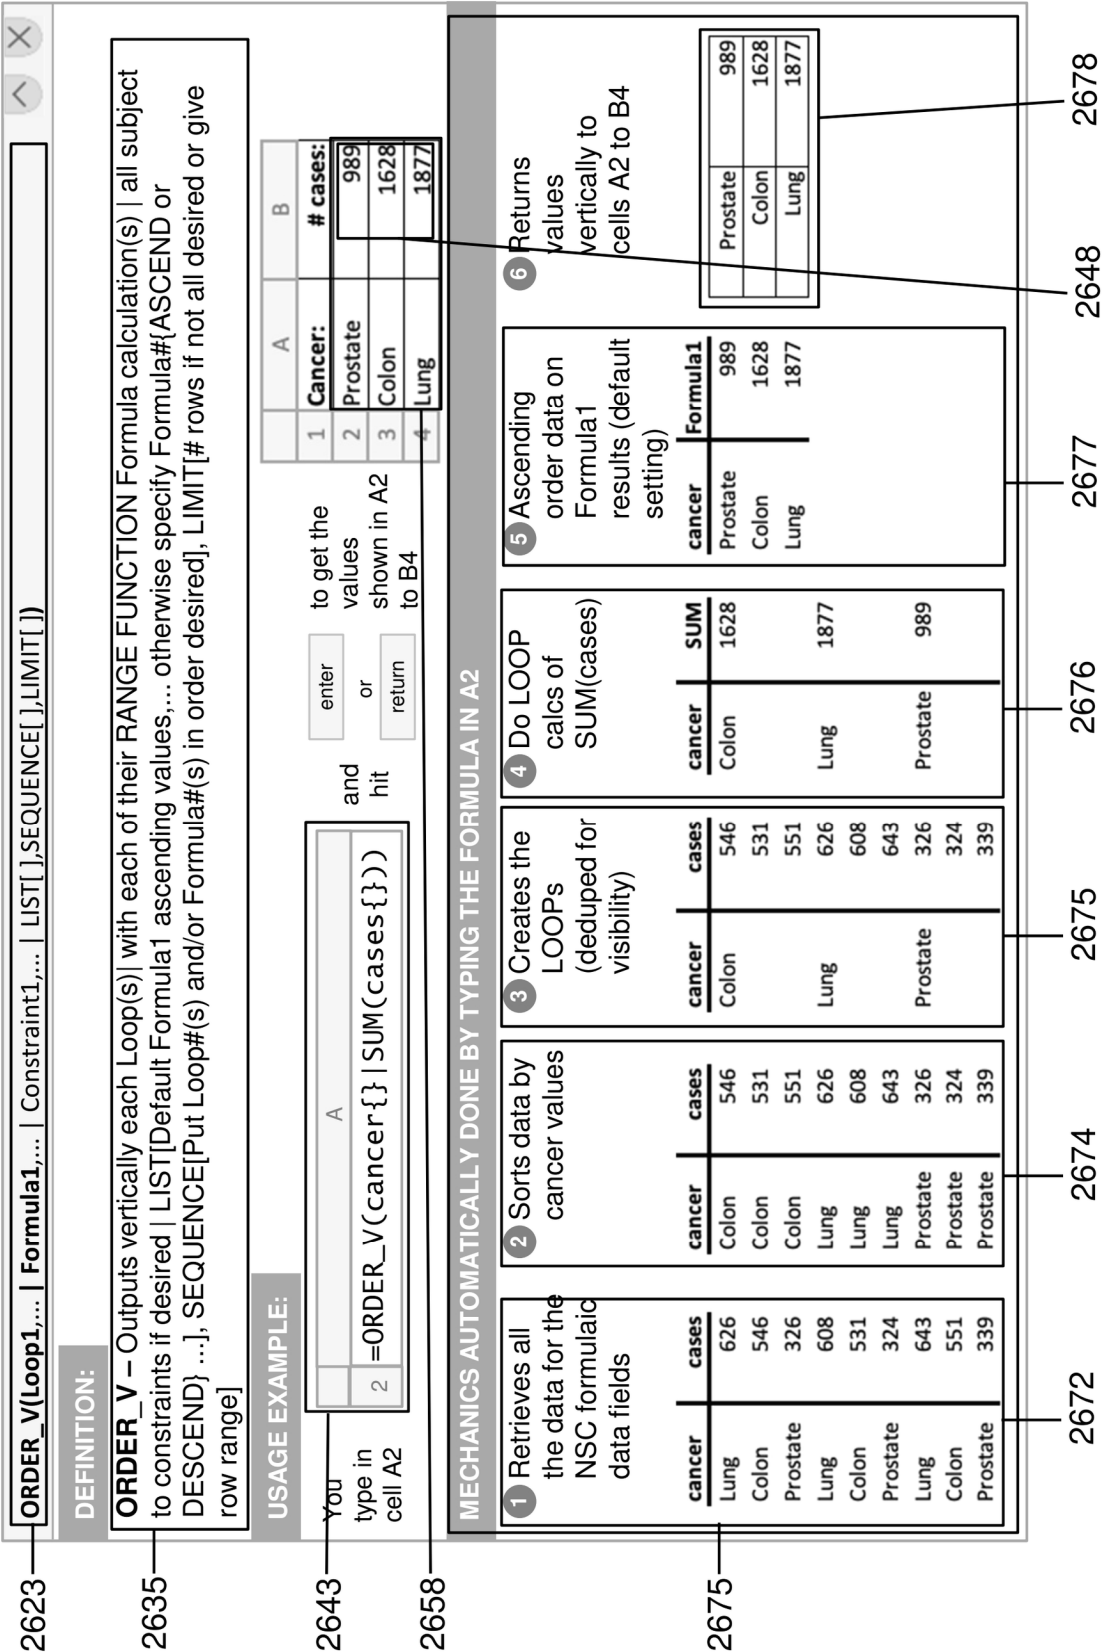 ORDER_V(Loop1,... | Formula1,... | Constraint1,... | LIST[ ],SEQUENCE[ ],LIMIT[ ])
DEFINITION:
ORDER_V – Outputs vertically each Loop(s)| with each of their RANGE FUNCTION Formula calculation(s) | all subject
to constraints if desired | LIST[Default Formula1 ascending values,... otherwise specify Formula#{ASCEND or
DESCEND} ...], SEQUENCE[Put Loop#(s) and/or Formula#(s) in order desired], LIMIT[# rows if not all desired or give
row range]
USAGE EXAMPLE:
You
type in
cell A2
A
2 =ORDER_V(cancer{}|SUM(cases{}))
and
hit
enter
or
return
to get the
values
shown in A2
to B4
A B
1 Cancer: # cases:
2 Prostate 989
3 Colon 1628
4 Lung 1877
MECHANICS AUTOMATICALLY DONE BY TYPING THE FORMULA IN A2
1 Retrieves all
the data for the
NSC formulaic
data fields
cancer cases
Lung 626
Colon 546
Prostate 326
Lung 608
Colon 531
Prostate 324
Lung 643
Colon 551
Prostate 339
2 Sorts data by
cancer values
cancer cases
Colon 546
Colon 531
Colon 551
Lung 626
Lung 608
Lung 643
Prostate 326
Prostate 324
Prostate 339
3 Creates the
LOOPs
(deduped for
visibility)
cancer cases
Colon 546
531
551
Lung 626
608
643
Prostate 326
324
339
4 Do LOOP
calcs of
SUM(cases)
cancer SUM
Colon 1628
Lung 1877
Prostate 989
5 Ascending
order data on
Formula1
results (default
setting)
cancer Formula1
Prostate 989
Colon 1628
Lung 1877
6 Returns
values
vertically to
cells A2 to B4
Prostate 989
Colon 1628
Lung 1877
2623
2635
2643
2658
2675
2672
2674
2675
2676
2677
2648
2678